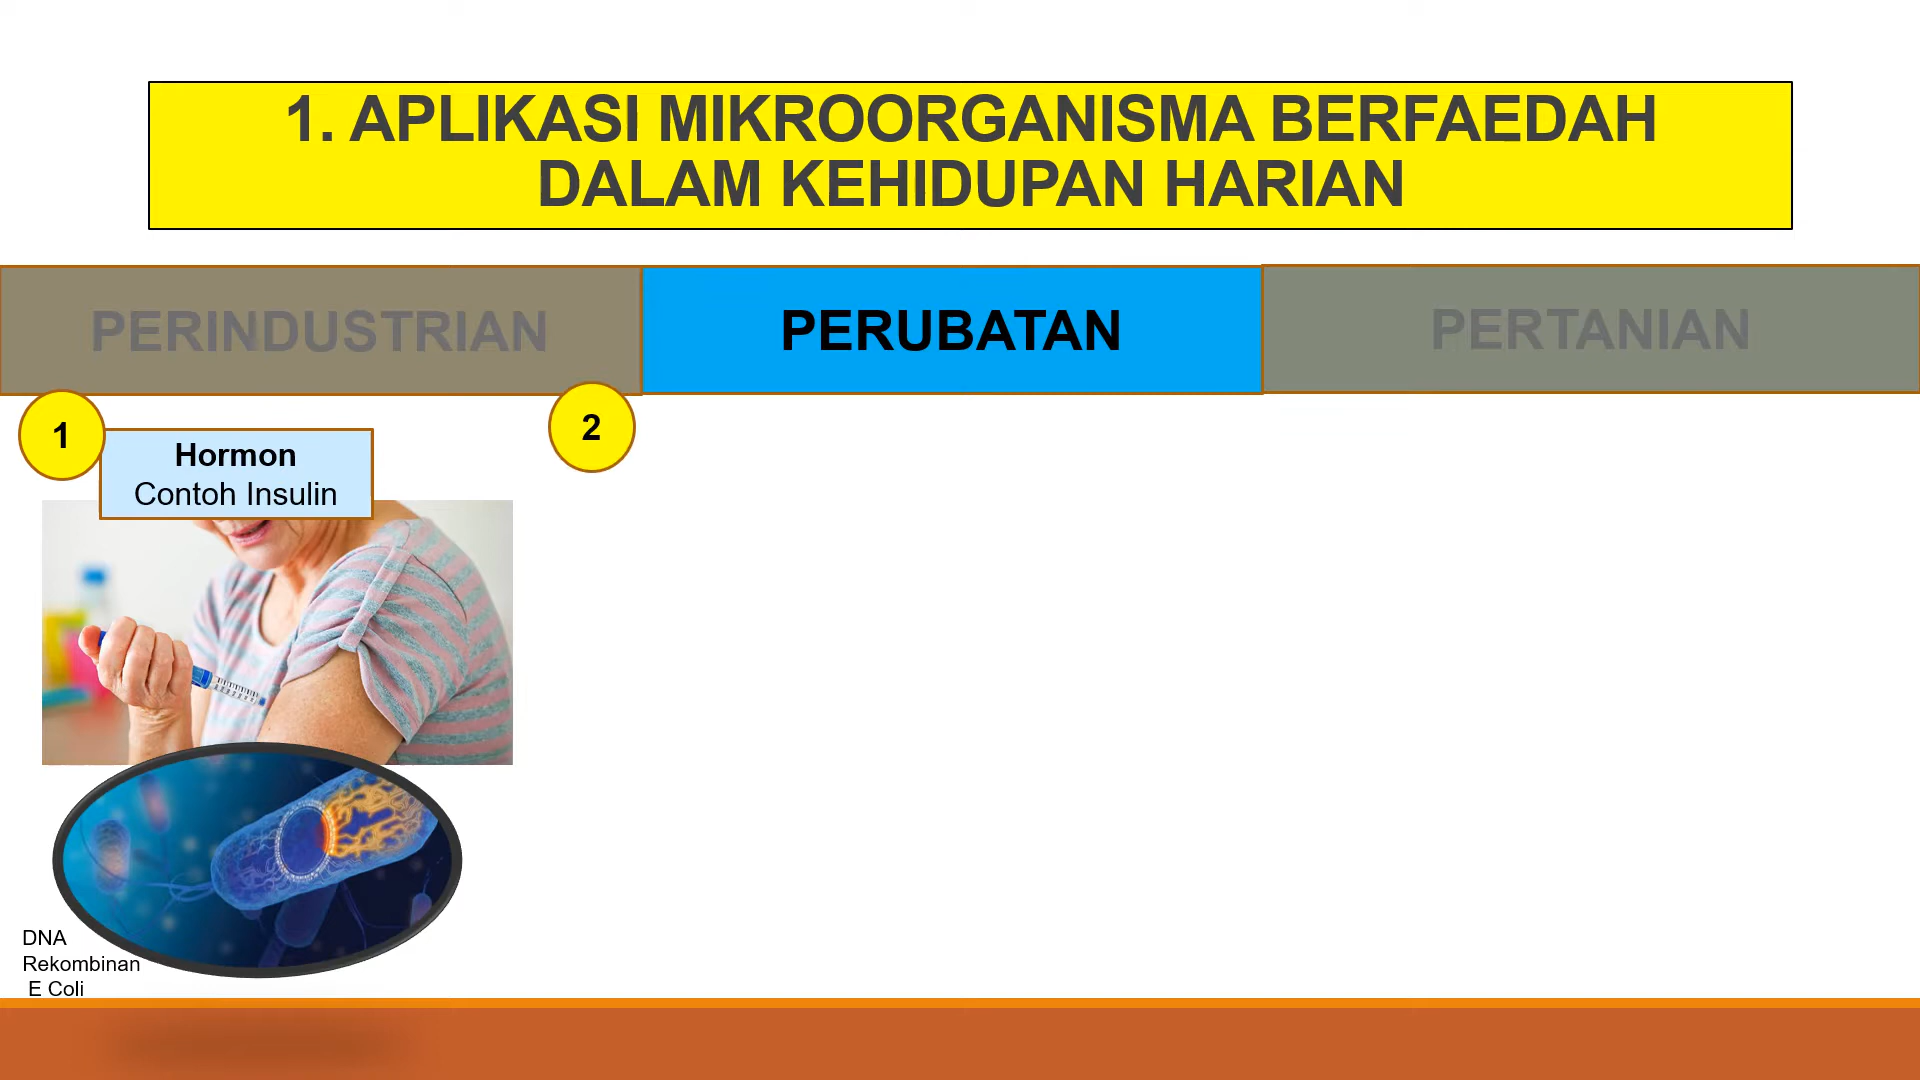 1. APLIKASI MIKROORGANISMA BERFAEDAH
DALAM KEHIDUPAN HARIAN
PERINDUSTRIAN
PERUBATAN
PERTANIAN
1
Hormon
Contoh Insulin
2
DNA
Rekombinan
E Coli